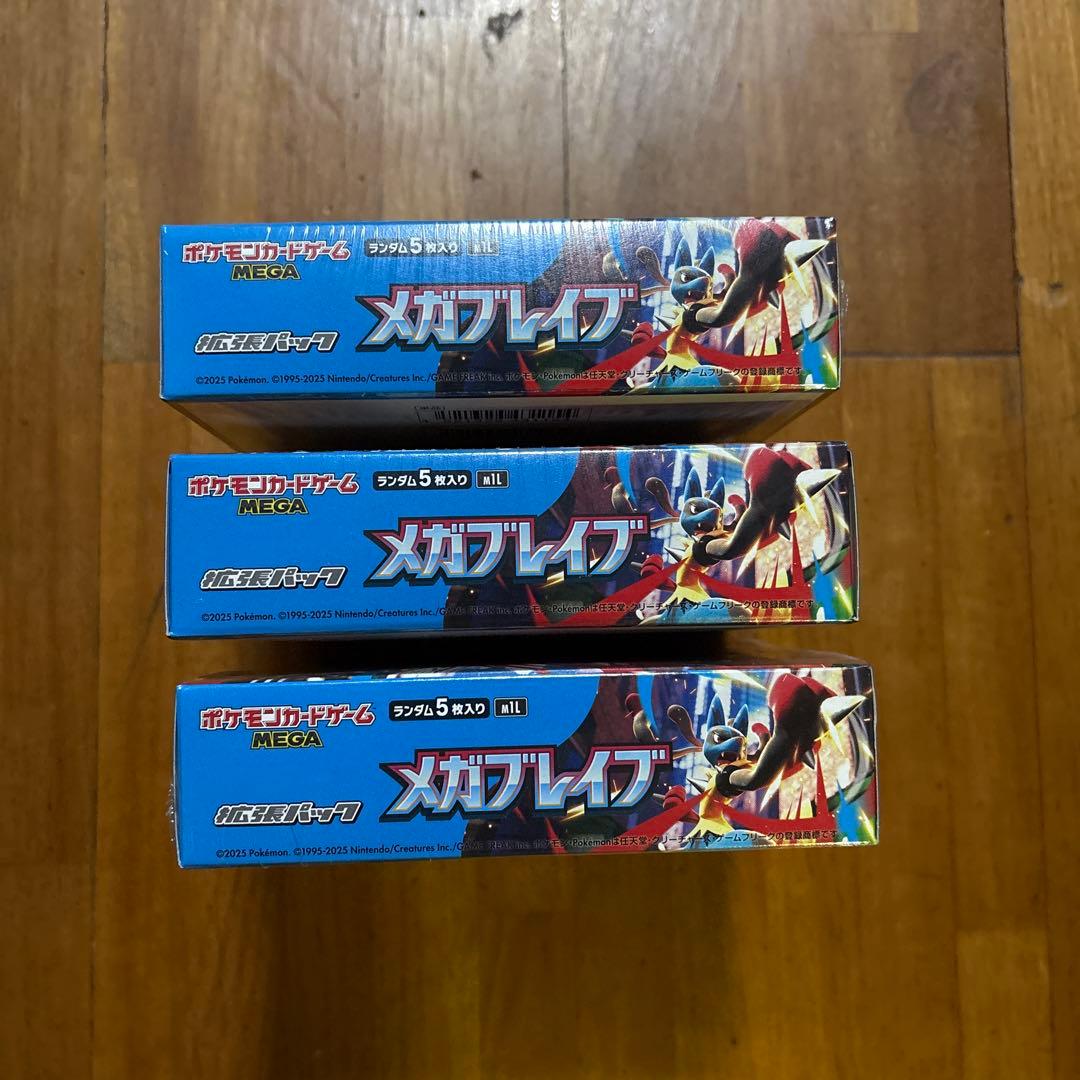 ポケモンカードゲーム
MEGA
ランダム5枚入り M1L
メガブレイブ
拡張パック
©2025 Pokémon. ©1995-2025 Nintendo/Creatures Inc./GAME FREAK inc. ポケモン・Pokémonは任天堂・クリーチャーズ・ゲームフリークの登録商標です
ポケモンカードゲーム
MEGA
ランダム5枚入り M1L
メガブレイブ
拡張パック
©2025 Pokémon. ©1995-2025 Nintendo/Creatures Inc./GAME FREAK inc. ポケモン・Pokémonは任天堂・クリーチャーズ・ゲームフリークの登録商標です
ポケモンカードゲーム
MEGA
ランダム5枚入り M1L
メガブレイブ
拡張パック
©2025 Pokémon. ©1995-2025 Nintendo/Creatures Inc./GAME FREAK inc. ポケモン・Pokémonは任天堂・クリーチャーズ・ゲームフリークの登録商標です